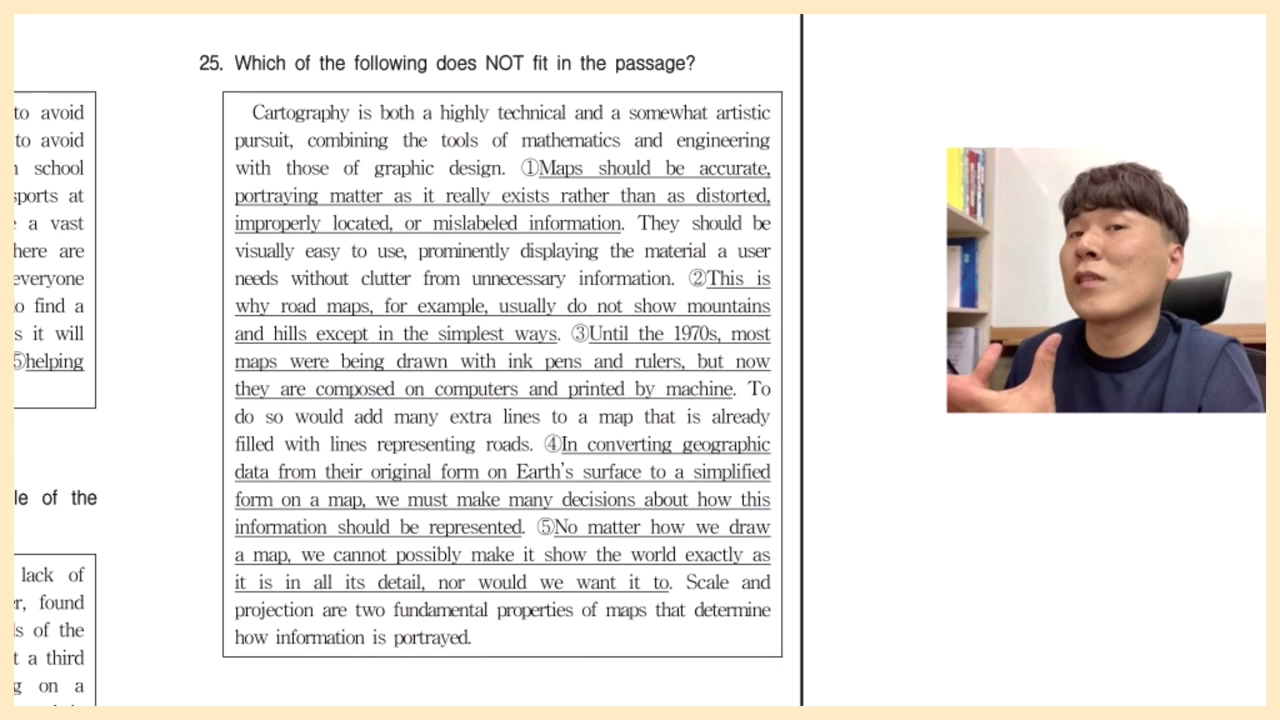 to avoid
to avoid
school
sports at
a vast
here are
everyone
find a
s it will
⑤helping
le of the
lack of
found
s of the
t a third
g on a
25. Which of the following does NOT fit in the passage?
Cartography is both a highly technical and a somewhat artistic
pursuit, combining the tools of mathematics and engineering
with those of graphic design. ①Maps should be accurate,
portraying matter as it really exists rather than as distorted,
improperly located, or mislabeled information. They should be
visually easy to use, prominently displaying the material a user
needs without clutter from unnecessary information. ②This is
why road maps, for example, usually do not show mountains
and hills except in the simplest ways. ③Until the 1970s, most
maps were being drawn with ink pens and rulers, but now
they are composed on computers and printed by machine. To
do so would add many extra lines to a map that is already
filled with lines representing roads. ④In converting geographic
data from their original form on Earth's surface to a simplified
form on a map, we must make many decisions about how this
information should be represented. ⑤No matter how we draw
a map, we cannot possibly make it show the world exactly as
it is in all its detail, nor would we want it to. Scale and
projection are two fundamental properties of maps that determine
how information is portrayed.